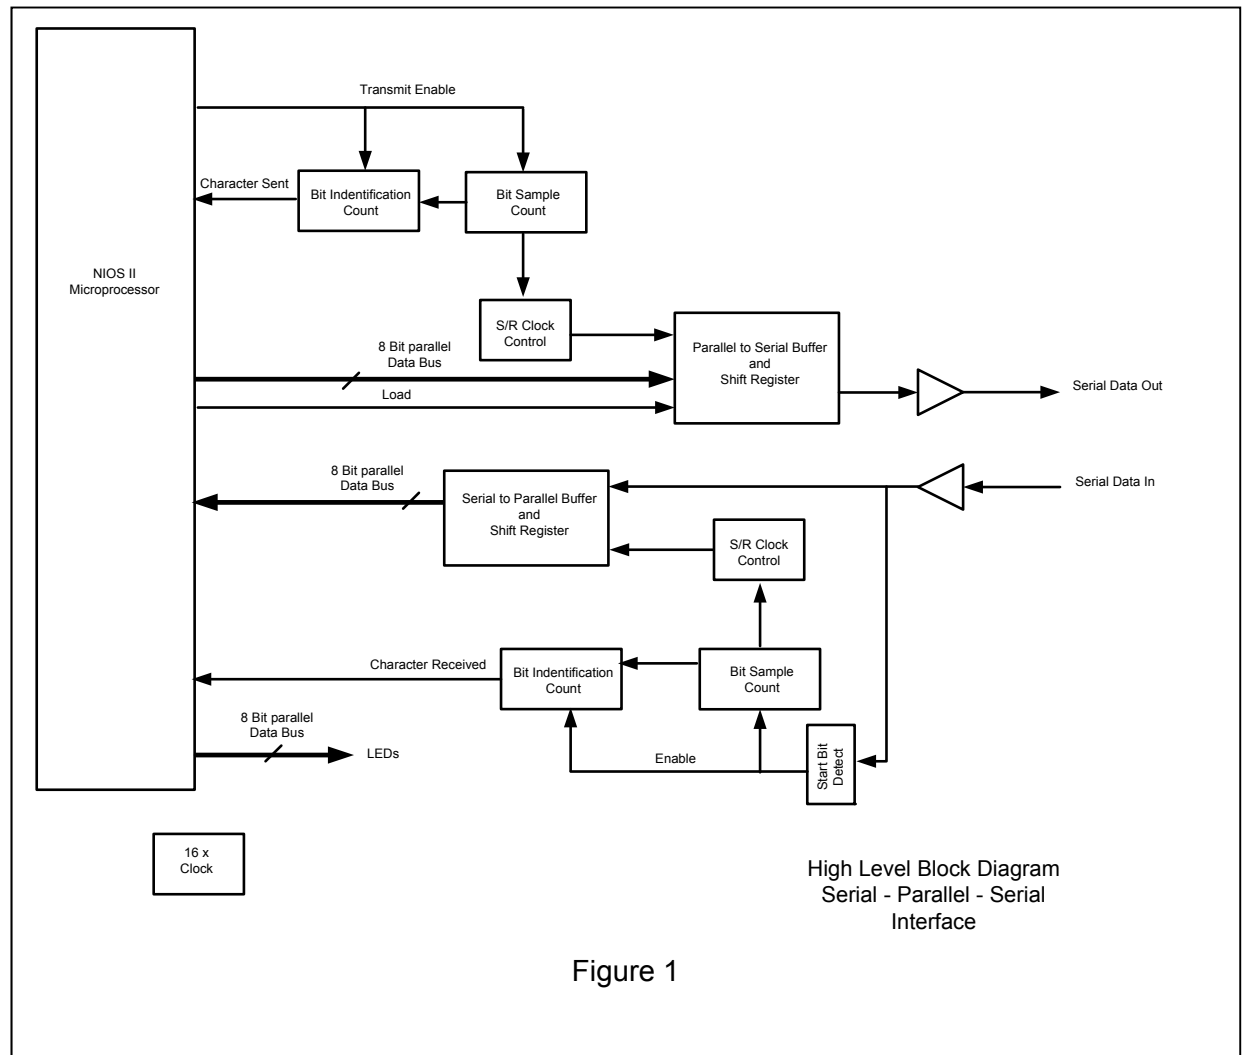 Transmit Enable
Character Sent
Bit Indentification
Count
Bit Sample
Count
NIOS II
Microprocessor
S/R Clock
Control
8 Bit parallel
Data Bus
Load
Parallel to Serial Buffer
and
Shift Register
Serial Data Out
8 Bit parallel
Data Bus
Serial to Parallel Buffer
and
Shift Register
Serial Data In
S/R Clock
Control
Character Received
Bit Indentification
Count
Bit Sample
Count
8 Bit parallel
Data Bus
LEDs
Enable
Start Bit
Detect
16 x
Clock
High Level Block Diagram
Serial - Parallel - Serial
Interface
Figure 1